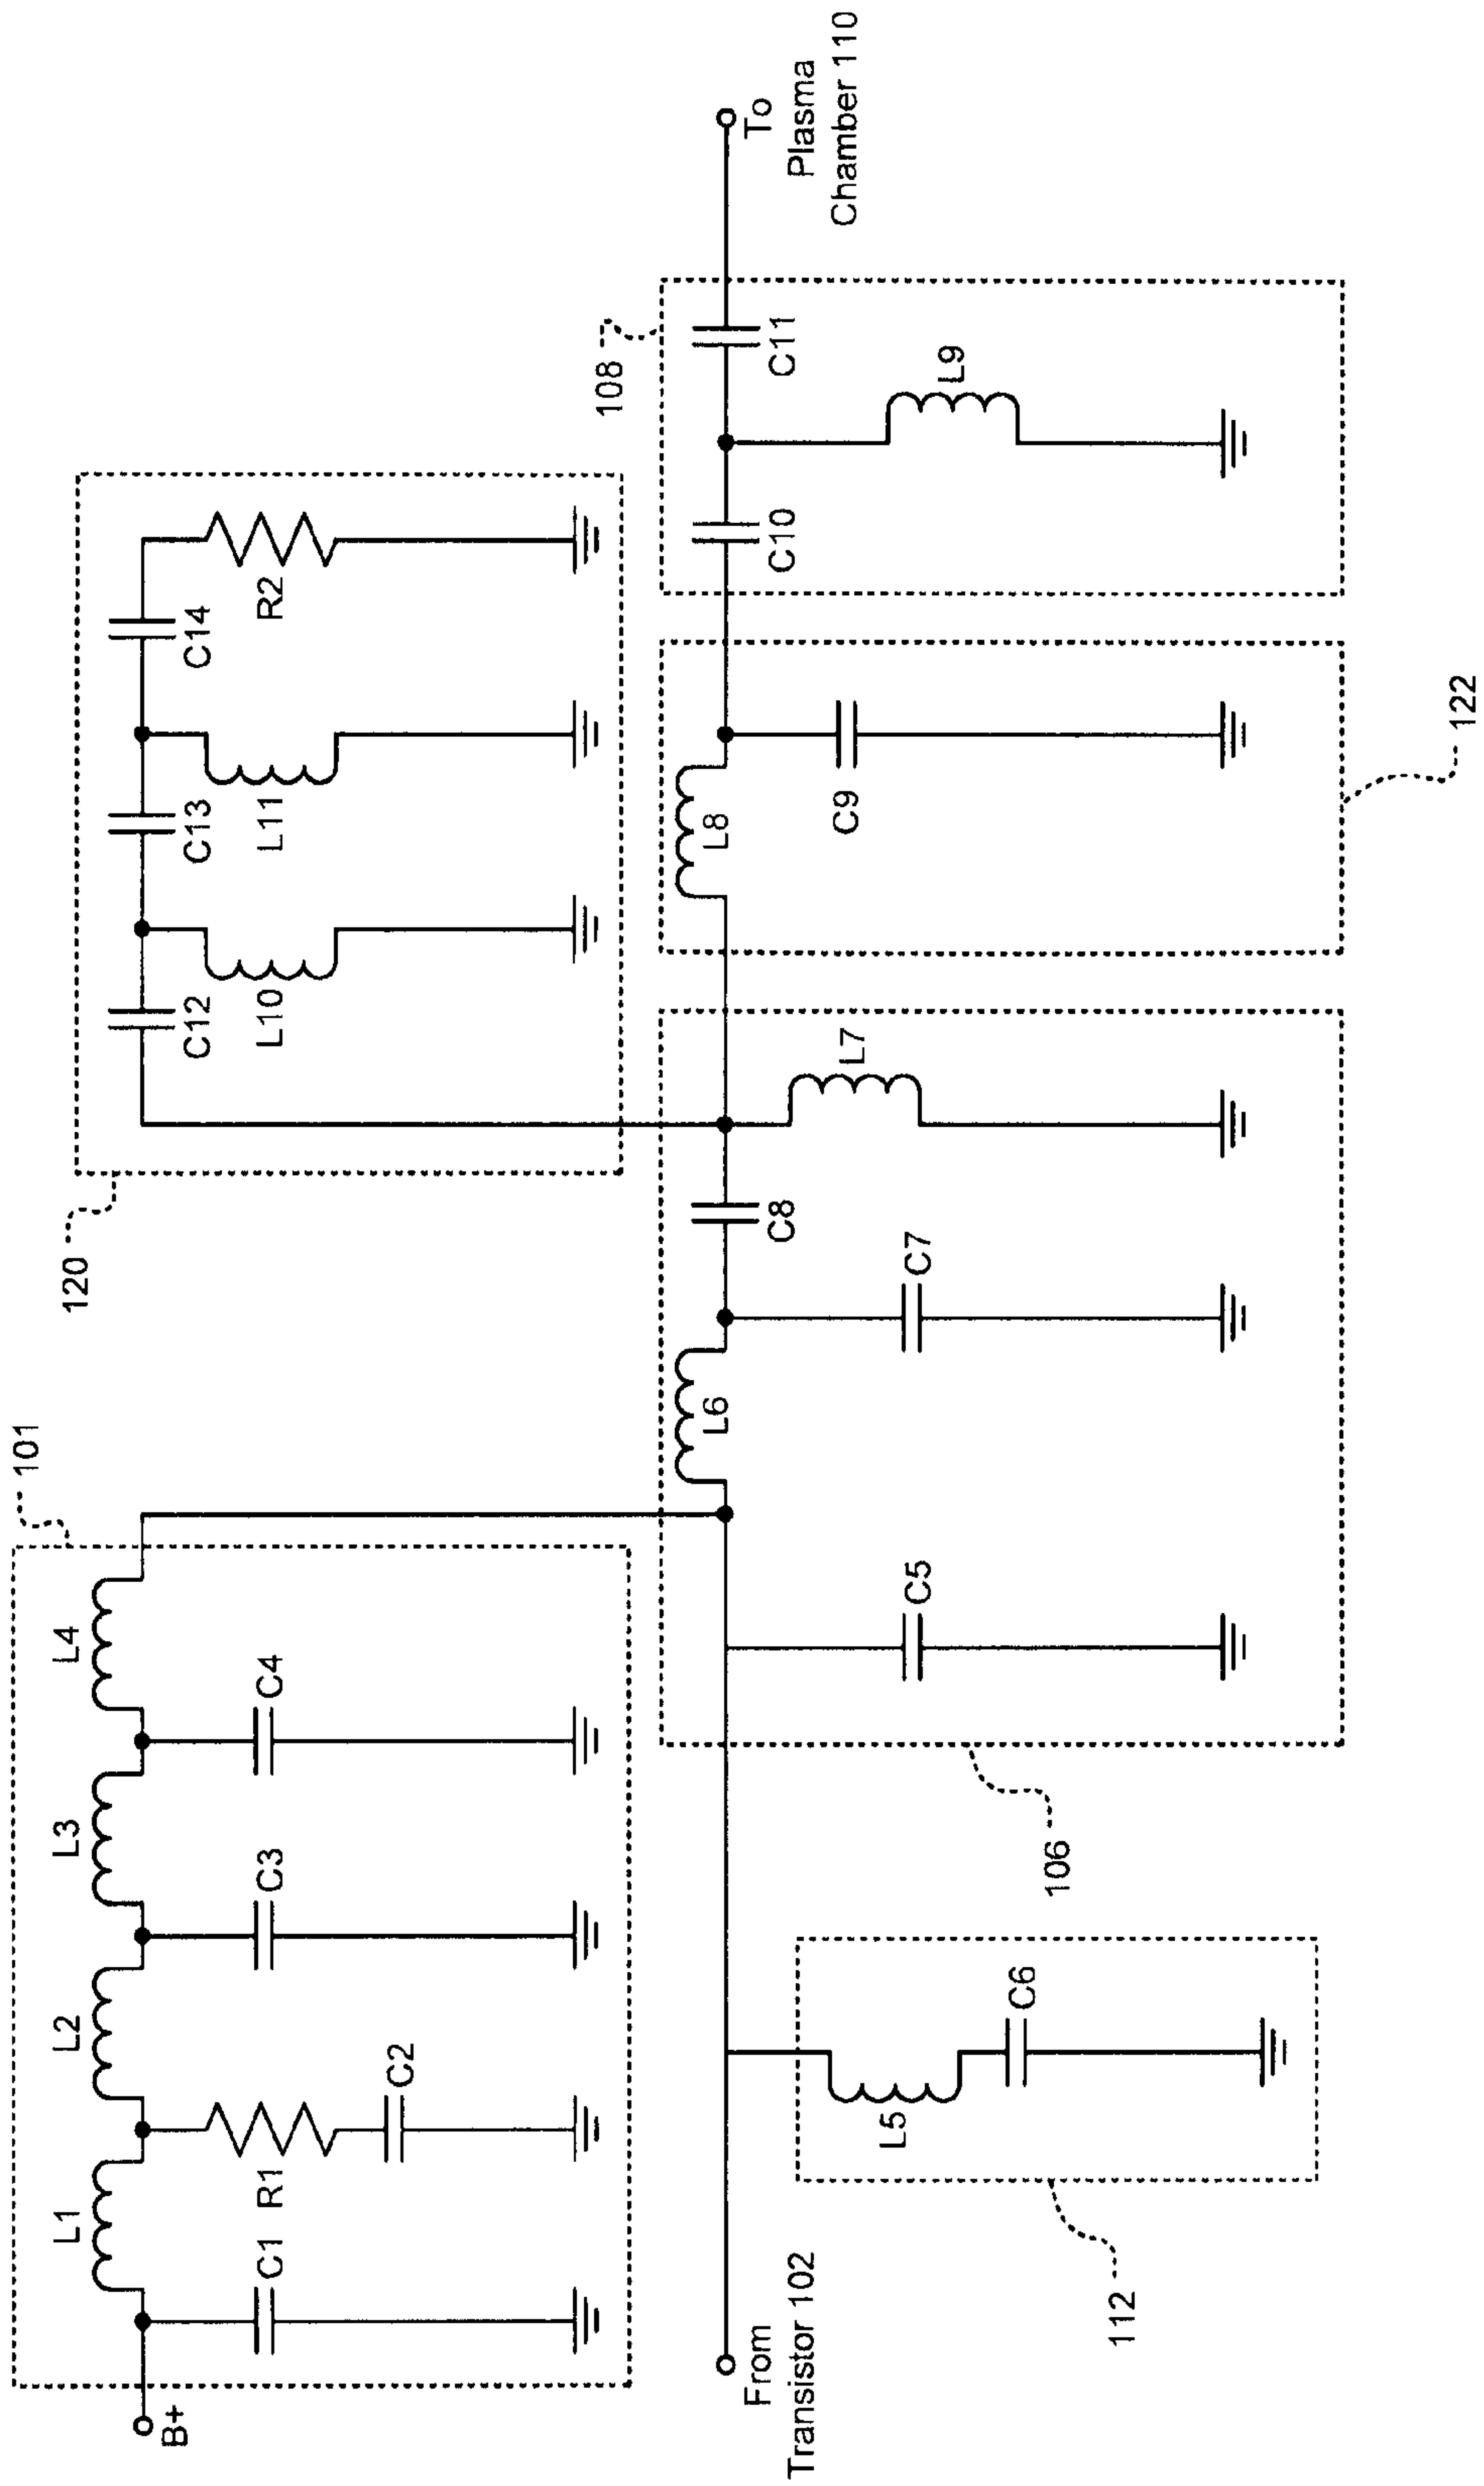 101
120
L1
L2
L3
L4
B+
C1
R1
C2
C3
C4
C12
L10
C13
L11
C14
R2
108
L6
C8
L8
C10
C11
To
Plasma
Chamber 110
From
Transistor 102
L5
C6
C5
C7
L7
C9
L9
112
106
122